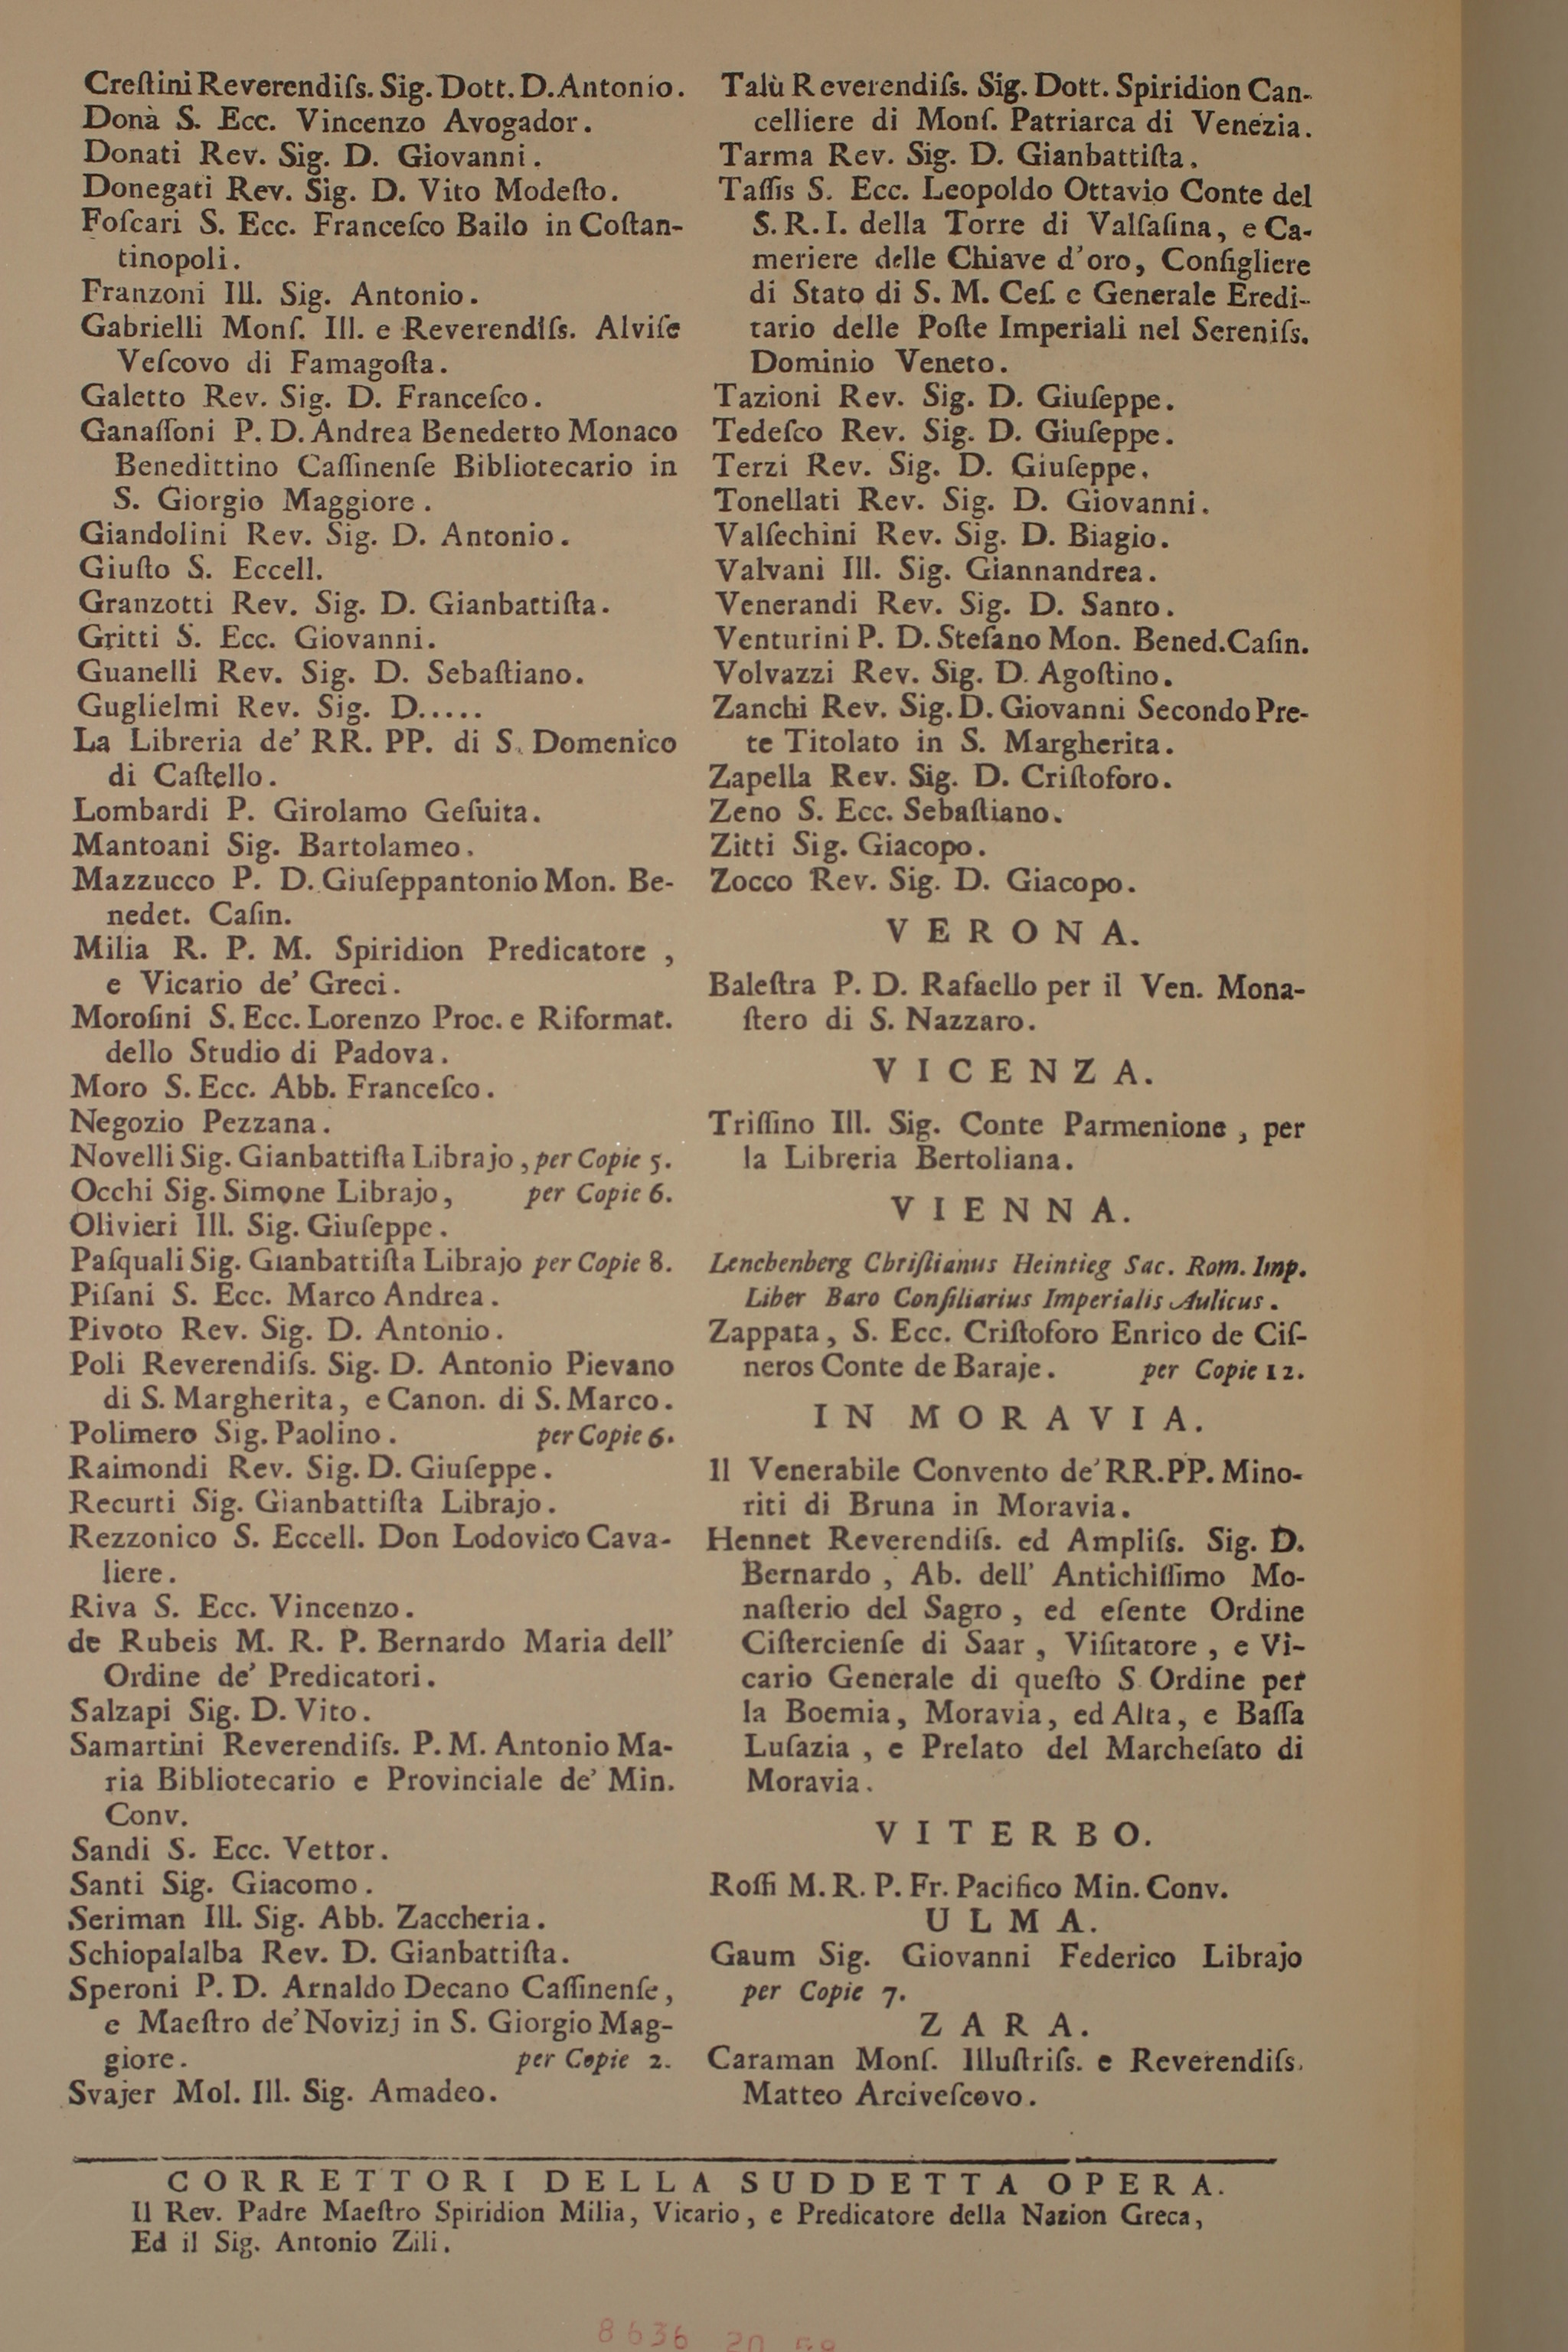 Creſtini Reverendiſs. Sig. Dott. D. Antonio.
Donà S. Ecc. Vincenzo Avogador.
Donati Rev. Sig. D. Giovanni.
Donegati Rev. Sig. D. Vito Modeſto.
Foſcari S. Ecc. Franceſco Bailo in Coſtan-
tinopoli.
Franzoni Ill. Sig. Antonio.
Gabrielli Monſ. Ill. e Reverendiſs. Alviſe
Veſcovo di Famagoſta.
Galetto Rev. Sig. D. Franceſco.
Ganaſſoni P. D. Andrea Benedetto Monaco
Benedittino Caſſinenſe Bibliotecario in
S. Giorgio Maggiore.
Giandolini Rev. Sig. D. Antonio.
Giuſto S. Eccell.
Granzotti Rev. Sig. D. Gianbattiſta.
Gritti S. Ecc. Giovanni.
Guanelli Rev. Sig. D. Sebaſtiano.
Guglielmi Rev. Sig. D.....
La Libreria de' RR. PP. di S. Domenico
di Caſtello.
Lombardi P. Girolamo Geſuita.
Mantoani Sig. Bartolameo.
Mazzucco P. D. Giuſeppantonio Mon. Be-
nedet. Caſin.
Milia R. P. M. Spiridion Predicatore,
e Vicario de' Greci.
Moroſini S. Ecc. Lorenzo Proc. e Riformat.
dello Studio di Padova.
Moro S. Ecc. Abb. Franceſco.
Negozio Pezzana.
Novelli Sig. Gianbattiſta Librajo, per Copie 5.
Occhi Sig. Simone Librajo, per Copie 6.
Olivieri Ill. Sig. Giuſeppe.
Paſquali Sig. Gianbattiſta Librajo per Copie 8.
Piſani S. Ecc. Marco Andrea.
Pivoto Rev. Sig. D. Antonio.
Poli Reverendiſs. Sig. D. Antonio Pievano
di S. Margherita, e Canon. di S. Marco.
Polimero Sig. Paolino. per Copie 6.
Raimondi Rev. Sig. D. Giuſeppe.
Recurti Sig. Gianbattiſta Librajo.
Rezzonico S. Eccell. Don Lodovico Cava-
liere.
Riva S. Ecc. Vincenzo.
de Rubeis M. R. P. Bernardo Maria dell'
Ordine de' Predicatori.
Salzapi Sig. D. Vito.
Samartini Reverendiſs. P. M. Antonio Ma-
ria Bibliotecario e Provinciale de' Min.
Conv.
Sandi S. Ecc. Vettor.
Santi Sig. Giacomo.
Seriman Ill. Sig. Abb. Zaccheria.
Schiopalalba Rev. D. Gianbattiſta.
Speroni P. D. Arnaldo Decano Caſſinenſe,
e Maeſtro de' Novizj in S. Giorgio Mag-
giore. per Copie 2.
Svajer Mol. Ill. Sig. Amadeo.
Talù Reverendiſs. Sig. Dott. Spiridion Can-
celliere di Monſ. Patriarca di Venezia.
Tarma Rev. Sig. D. Gianbattiſta.
Taſſis S. Ecc. Leopoldo Ottavio Conte del
S. R. I. della Torre di Valſaſina, e Ca-
meriere delle Chiave d'oro, Conſigliere
di Stato di S. M. Ceſ. e Generale Eredi-
tario delle Poſte Imperiali nel Sereniſs.
Dominio Veneto.
Tazioni Rev. Sig. D. Giuſeppe.
Tedeſco Rev. Sig. D. Giuſeppe.
Terzi Rev. Sig. D. Giuſeppe.
Tonellati Rev. Sig. D. Giovanni.
Valſechini Rev. Sig. D. Biagio.
Valvani Ill. Sig. Giannandrea.
Venerandi Rev. Sig. D. Santo.
Venturini P. D. Stefano Mon. Bened. Caſin.
Volvazzi Rev. Sig. D. Agoſtino.
Zanchi Rev. Sig. D. Giovanni Secondo Pre-
te Titolato in S. Margherita.
Zapella Rev. Sig. D. Criſtoforo.
Zeno S. Ecc. Sebaſtiano.
Zitti Sig. Giacopo.
Zocco Rev. Sig. D. Giacopo.
VERONA.
Baleſtra P. D. Rafaello per il Ven. Mona-
ſtero di S. Nazzaro.
VICENZA.
Triſſino Ill. Sig. Conte Parmenione, per
la Libreria Bertoliana.
VIENNA.
Lenchenberg Chriſtianus Heintieg Sac. Rom. Imp.
Liber Baro Conſiliarius Imperialis Aulicus.
Zappata, S. Ecc. Criſtoforo Enrico de Ciſ-
neros Conte de Baraje. per Copie 12.
IN MORAVIA.
Il Venerabile Convento de' RR. PP. Mino-
riti di Bruna in Moravia.
Hennet Reverendiſs. ed Ampliſs. Sig. D.
Bernardo, Ab. dell' Antichiſſimo Mo-
naſterio del Sagro, ed eſente Ordine
Ciſtercienſe di Saar, Viſitatore, e Vi-
cario Generale di queſto S Ordine per
la Boemia, Moravia, ed Alta, e Baſſa
Luſazia, e Prelato del Marcheſato di
Moravia.
VITERBO.
Roſſi M. R. P. Fr. Pacifico Min. Conv.
ULMA.
Gaum Sig. Giovanni Federico Librajo
per Copie 7.
ZARA.
Caraman Monſ. Illuſtriſs. e Reverendiſs.
Matteo Arciveſcovo.
CORRETTORI DELLA SUDDETTA OPERA.
Il Rev. Padre Maeſtro Spiridion Milia, Vicario, e Predicatore della Nazion Greca,
Ed il Sig. Antonio Zili.
8636